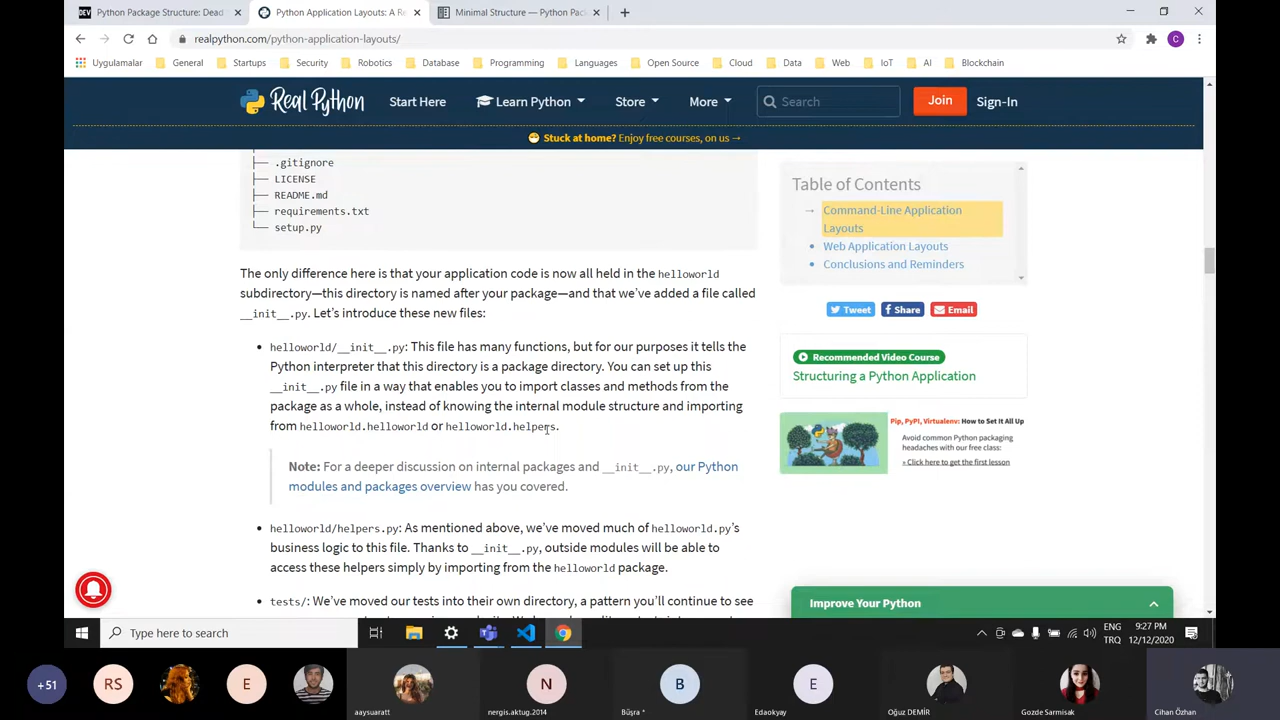 Python Package Structure: Dead
Python Application Layouts: A Re
Minimal Structure — Python Pac
realpython.com/python-application-layouts/
Uygulamalar
General
Startups
Security
Robotics
Database
Programming
Languages
Open Source
Cloud
Data
Web
IoT
AI
Blockchain
Real Python
Start Here
Learn Python
Store
More
Search
Join
Sign-In
Stuck at home? Enjoy free courses, on us →
├── .gitignore
├── LICENSE
├── README.md
├── requirements.txt
└── setup.py
The only difference here is that your application code is now all held in the helloworld
subdirectory—this directory is named after your package—and that we've added a file called
__init__.py. Let's introduce these new files:
• helloworld/__init__.py: This file has many functions, but for our purposes it tells the
Python interpreter that this directory is a package directory. You can set up this
__init__.py file in a way that enables you to import classes and methods from the
package as a whole, instead of knowing the internal module structure and importing
from helloworld.helloworld or helloworld.helpers.
Note: For a deeper discussion on internal packages and __init__.py, our Python
modules and packages overview has you covered.
• helloworld/helpers.py: As mentioned above, we've moved much of helloworld.py's
business logic to this file. Thanks to __init__.py, outside modules will be able to
access these helpers simply by importing from the helloworld package.
• tests/: We've moved our tests into their own directory, a pattern you'll continue to see
Table of Contents
→ Command-Line Application
Layouts
• Web Application Layouts
• Conclusions and Reminders
Tweet
Share
Email
Recommended Video Course
Structuring a Python Application
Pip, PyPI, Virtualenv: How to Set It All Up
Avoid common Python packaging
headaches with our free class:
» Click here to get the first lesson
Improve Your Python
Type here to search
ENG
TRQ
9:27 PM
12/12/2020
+51
RS
E
aaysuaratt
N
nergis.aktug.2014
B
Büşra *
E
Edaokyay
Oğuz DEMİR
Gozde Sarmisak
Cihan Özhan